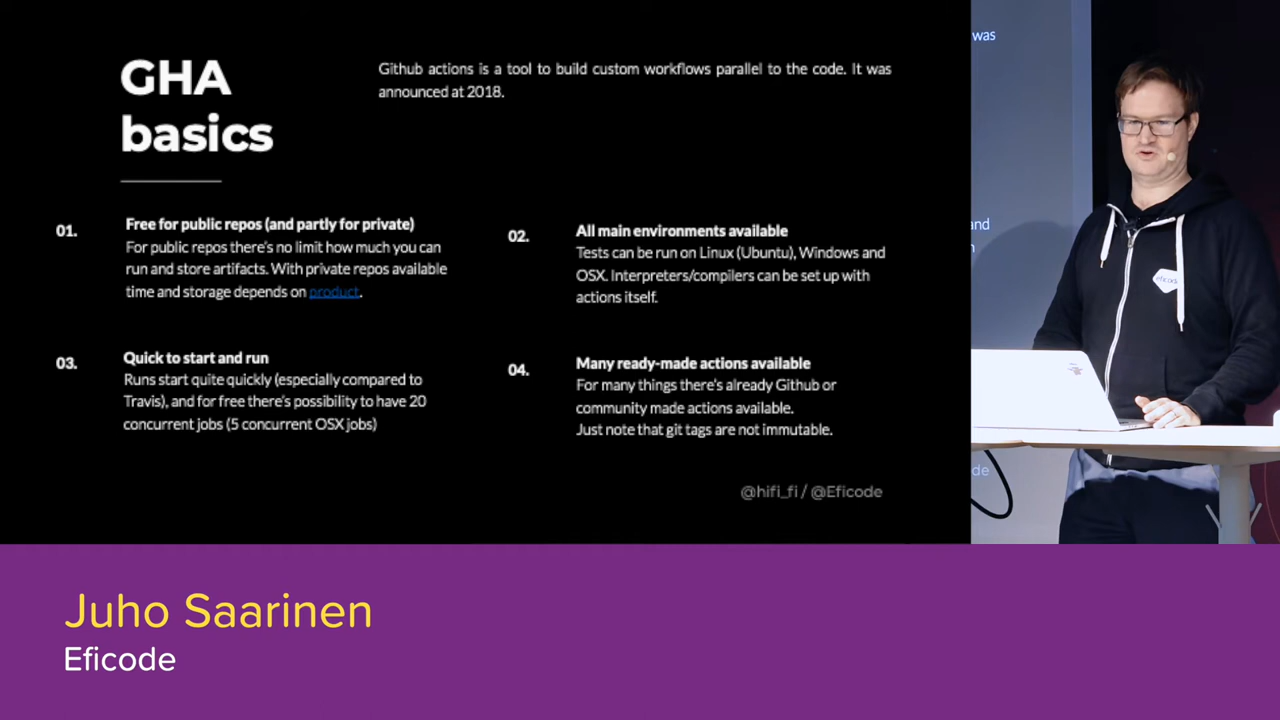 GHA
basics
Github actions is a tool to build custom workflows parallel to the code. It was
announced at 2018.
01.
Free for public repos (and partly for private)
For public repos there's no limit how much you can
run and store artifacts. With private repos available
time and storage depends on product.
02.
All main environments available
Tests can be run on Linux (Ubuntu), Windows and
OSX. Interpreters/compilers can be set up with
actions itself.
03.
Quick to start and run
Runs start quite quickly (especially compared to
Travis), and for free there's possibility to have 20
concurrent jobs (5 concurrent OSX jobs)
04.
Many ready-made actions available
For many things there's already Github or
community made actions available.
Just note that git tags are not immutable.
@hifi_fi / @Eficode
was
and
Juho Saarinen
Eficode